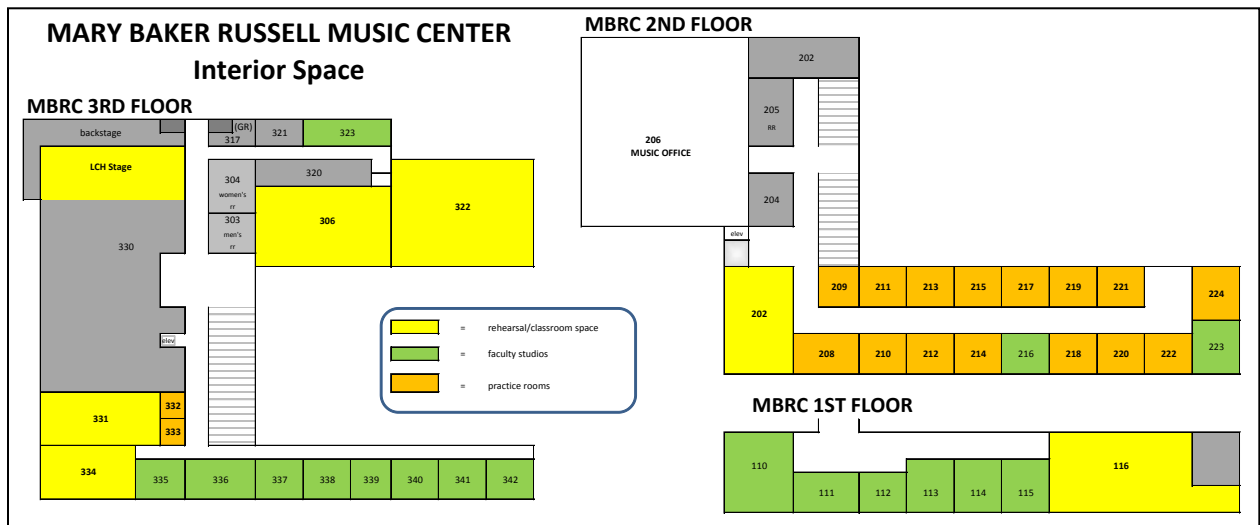 MARY BAKER RUSSELL MUSIC CENTER
Interior Space
MBRC 3RD FLOOR
backstage
(GR)
317
321
323
LCH Stage
304
women's
rr
303
men's
rr
320
306
322
330
elev
331
332
333
334
335
336
337
338
339
340
341
342
= rehearsal/classroom space
= faculty studios
= practice rooms
MBRC 2ND FLOOR
202
205
RR
206
MUSIC OFFICE
204
elev
202
209
211
213
215
217
219
221
224
208
210
212
214
216
218
220
222
223
MBRC 1ST FLOOR
110
111
112
113
114
115
116